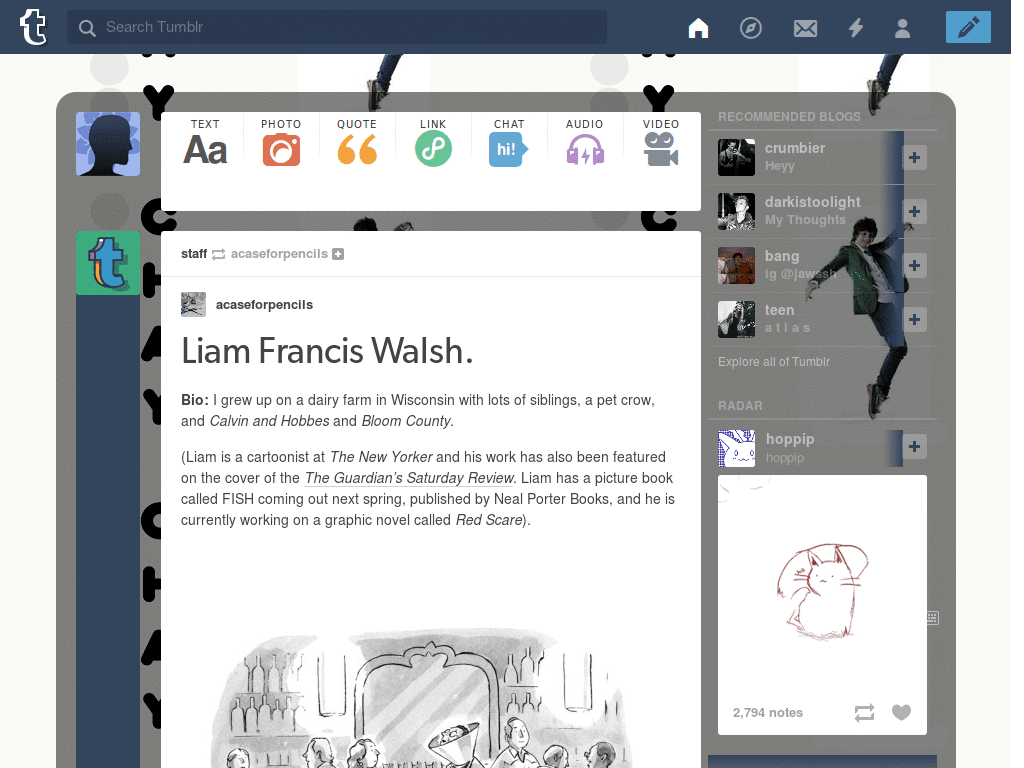 Search Tumblr
TEXT
PHOTO
QUOTE
LINK
CHAT
AUDIO
VIDEO
Aa
hi!
staff acaseforpencils
acaseforpencils
Liam Francis Walsh.
Bio: I grew up on a dairy farm in Wisconsin with lots of siblings, a pet crow,
and Calvin and Hobbes and Bloom County.
(Liam is a cartoonist at The New Yorker and his work has also been featured
on the cover of the The Guardian’s Saturday Review. Liam has a picture book
called FISH coming out next spring, published by Neal Porter Books, and he is
currently working on a graphic novel called Red Scare).
RECOMMENDED BLOGS
crumbier
Heyy
darkistoolight
My Thoughts
bang
ig @jawssh
teen
a t l a s
Explore all of Tumblr
RADAR
hoppip
hoppip
2,794 notes